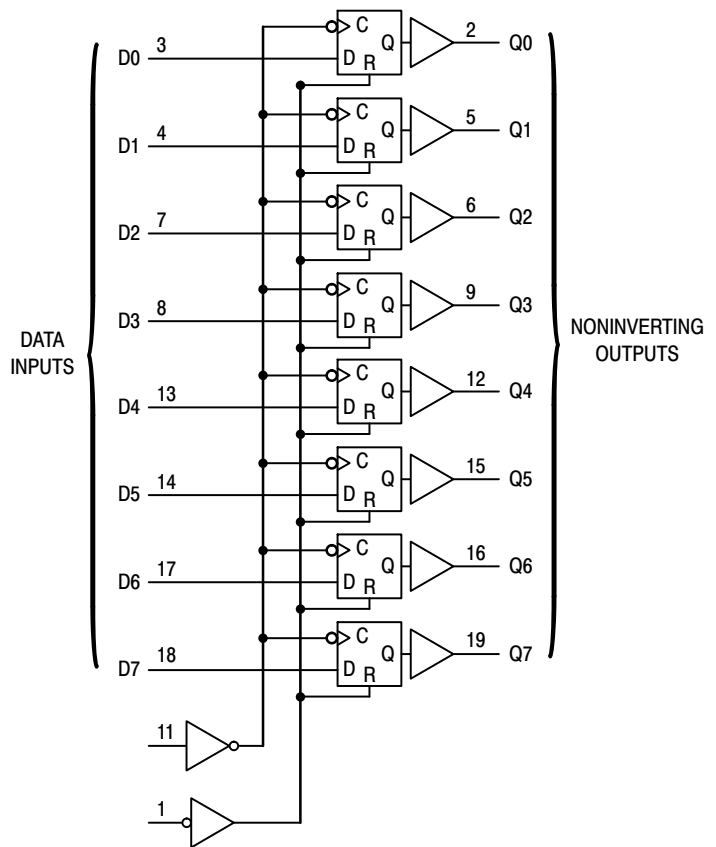 C
D
R
Q
2
Q0
D0
3
C
D
R
Q
5
Q1
D1
4
C
D
R
Q
6
Q2
D2
7
C
D
R
Q
9
Q3
D3
8
DATA
INPUTS
NONINVERTING
OUTPUTS
C
D
R
Q
12
Q4
D4
13
C
D
R
Q
15
Q5
D5
14
C
D
R
Q
16
Q6
D6
17
C
D
R
Q
19
Q7
D7
18
11
1